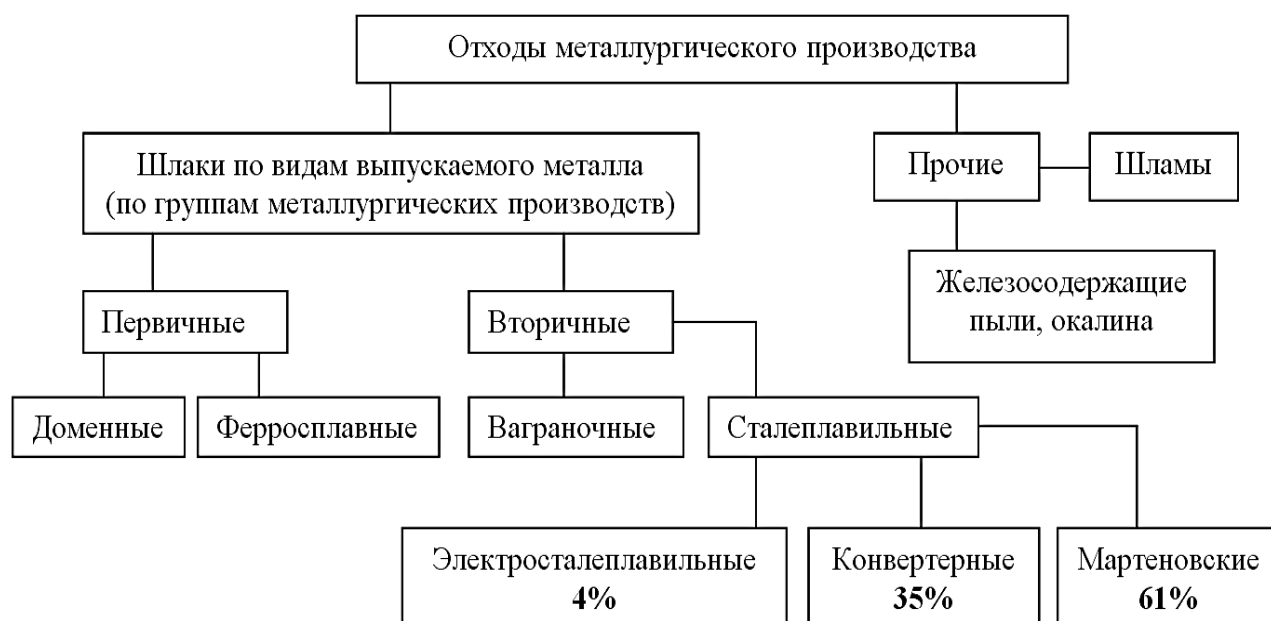 Отходы металлургического производства
Шлаки по видам выпускаемого металла
(по группам металлургических производств)
Прочие
Шламы
Железосодержащие
пыли, окалина
Первичные
Вторичные
Доменные
Ферросплавные
Ваграночные
Сталеплавильные
Электросталеплавильные
4%
Конвертерные
35%
Мартеновские
61%